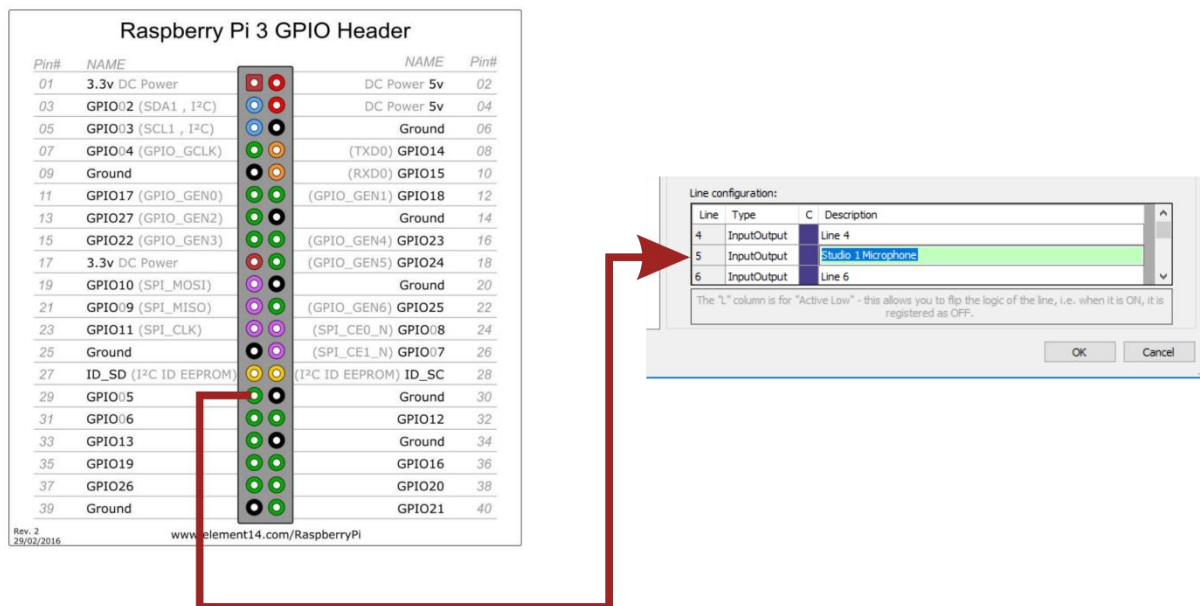 Raspberry Pi 3 GPIO Header
Pin# NAME NAME Pin#
01 3.3v DC Power DC Power 5v 02
03 GPIO02 (SDA1 , I²C) DC Power 5v 04
05 GPIO03 (SCL1 , I²C) Ground 06
07 GPIO04 (GPIO_GCLK) (TXD0) GPIO14 08
09 Ground (RXD0) GPIO15 10
11 GPIO17 (GPIO_GEN0) (GPIO_GEN1) GPIO18 12
13 GPIO27 (GPIO_GEN2) Ground 14
15 GPIO22 (GPIO_GEN3) (GPIO_GEN4) GPIO23 16
17 3.3v DC Power (GPIO_GEN5) GPIO24 18
19 GPIO10 (SPI_MOSI) Ground 20
21 GPIO09 (SPI_MISO) (GPIO_GEN6) GPIO25 22
23 GPIO11 (SPI_CLK) (SPI_CE0_N) GPIO08 24
25 Ground (SPI_CE1_N) GPIO07 26
27 ID_SD (I²C ID EEPROM) (I²C ID EEPROM) ID_SC 28
29 GPIO05 Ground 30
31 GPIO06 GPIO12 32
33 GPIO13 Ground 34
35 GPIO19 GPIO16 36
37 GPIO26 GPIO20 38
39 Ground GPIO21 40
Rev. 2
29/02/2016
www.element14.com/RaspberryPi
Line configuration:
Line Type C Description
4 InputOutput Line 4
5 InputOutput Studio 1 Microphone
6 InputOutput Line 6
The "L" column is for "Active Low" - this allows you to flip the logic of the line, i.e. when it is ON, it is
registered as OFF.
OK Cancel